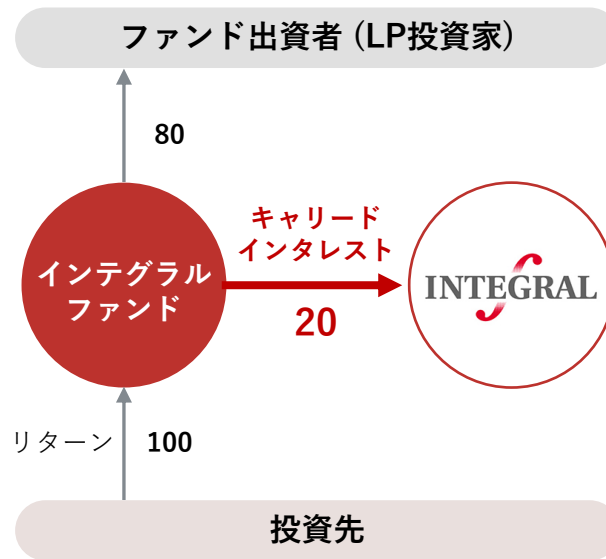 ファンド出資者 (LP投資家)
80
キャリード
インタレスト
インテグラル
ファンド
20
INTEGRAL
リターン 100
投資先